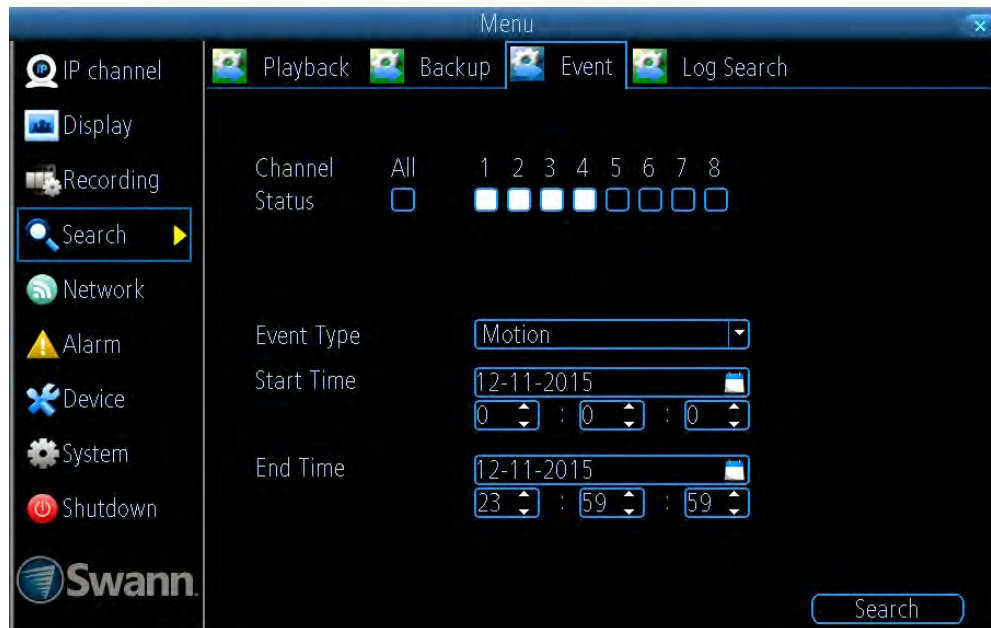 Menu
IP channel
Display
Recording
Search
Network
Alarm
Device
System
Shutdown
Swann
Playback Backup Event Log Search
Channel All 1 2 3 4 5 6 7 8
Status
Event Type Motion
Start Time 12-11-2015
0 : 0 : 0
End Time 12-11-2015
23 : 59 : 59
Search